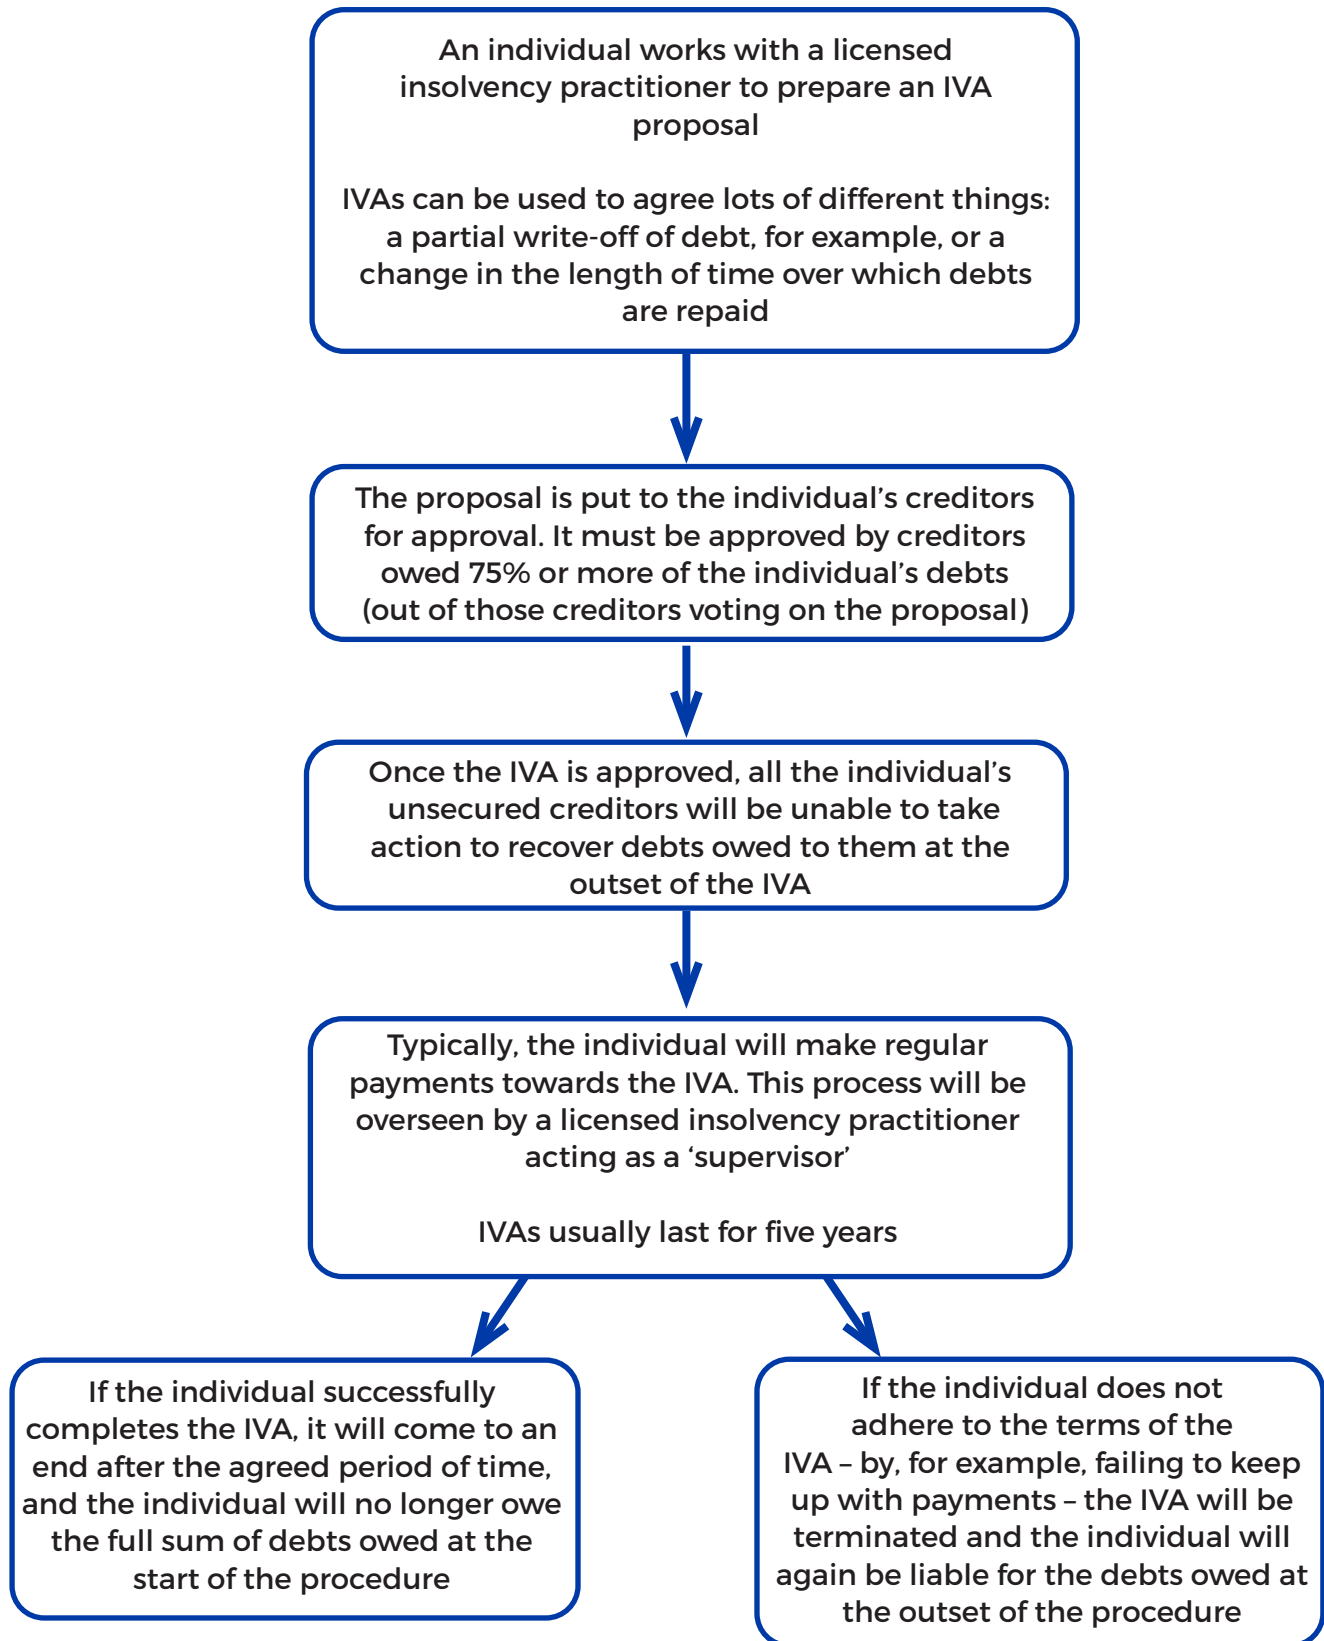 An individual works with a licensed
insolvency practitioner to prepare an IVA
proposal
IVAs can be used to agree lots of different things:
a partial write-off of debt, for example, or a
change in the length of time over which debts
are repaid
The proposal is put to the individual’s creditors
for approval. It must be approved by creditors
owed 75% or more of the individual’s debts
(out of those creditors voting on the proposal)
Once the IVA is approved, all the individual’s
unsecured creditors will be unable to take
action to recover debts owed to them at the
outset of the IVA
Typically, the individual will make regular
payments towards the IVA. This process will be
overseen by a licensed insolvency practitioner
acting as a ‘supervisor’
IVAs usually last for five years
If the individual successfully
completes the IVA, it will come to an
end after the agreed period of time,
and the individual will no longer owe
the full sum of debts owed at the
start of the procedure
If the individual does not
adhere to the terms of the
IVA – by, for example, failing to keep
up with payments – the IVA will be
terminated and the individual will
again be liable for the debts owed at
the outset of the procedure